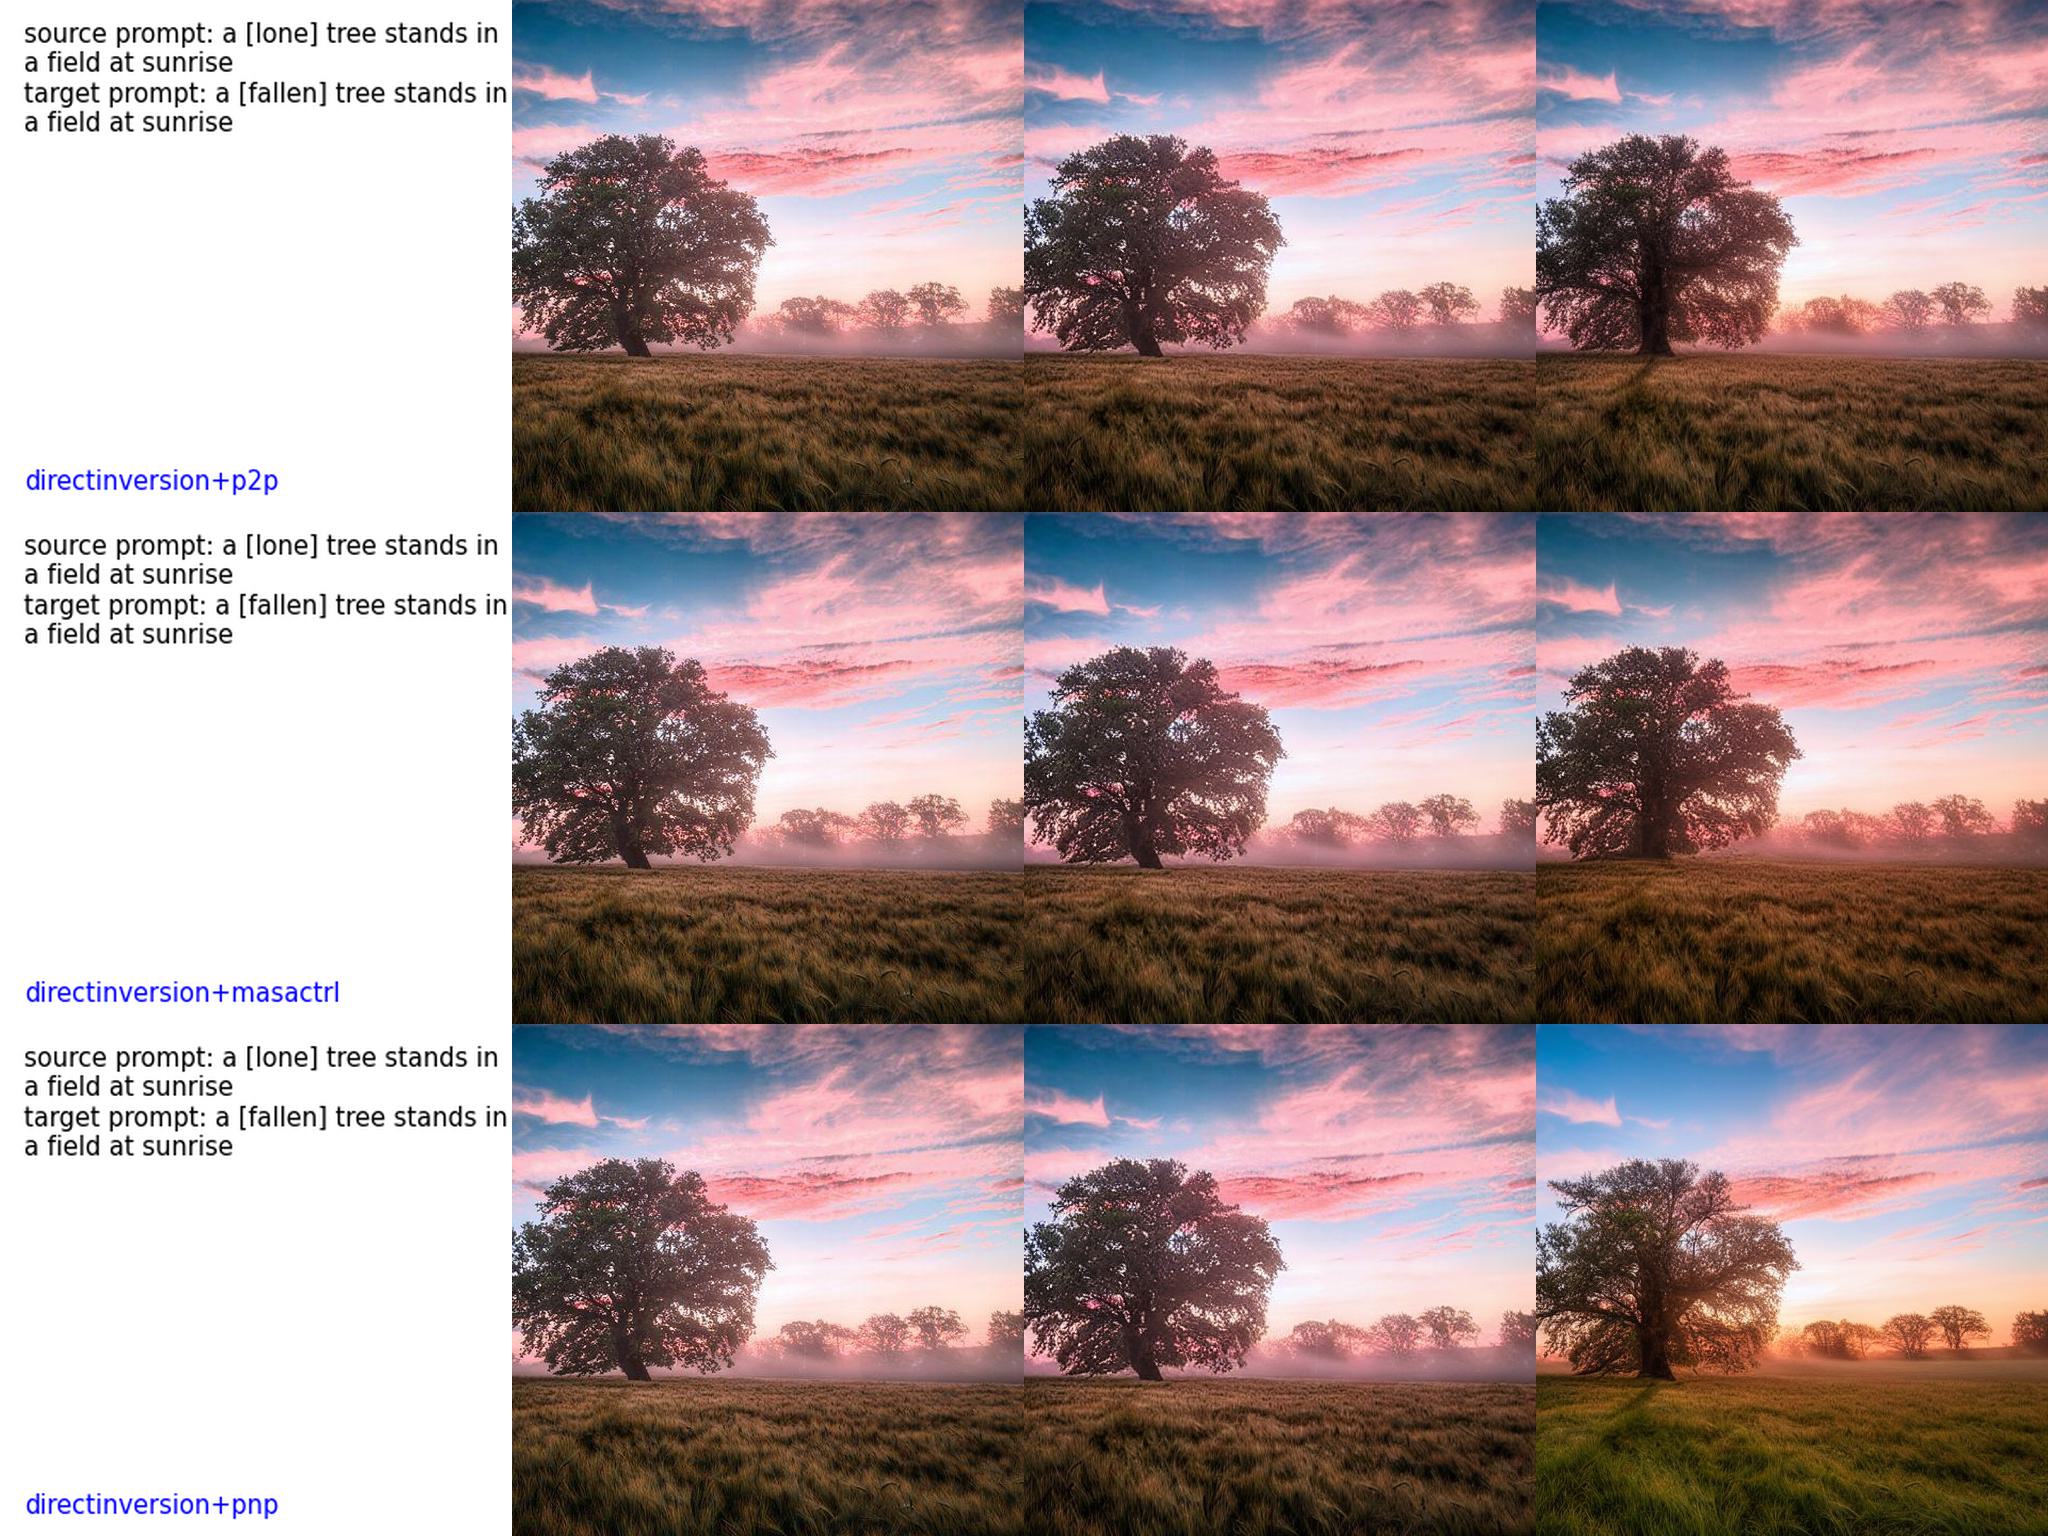 source prompt: a [lone] tree stands in
a field at sunrise
target prompt: a [fallen] tree stands in
a field at sunrise
directinversion+p2p
source prompt: a [lone] tree stands in
a field at sunrise
target prompt: a [fallen] tree stands in
a field at sunrise
directinversion+masactrl
source prompt: a [lone] tree stands in
a field at sunrise
target prompt: a [fallen] tree stands in
a field at sunrise
directinversion+pnp